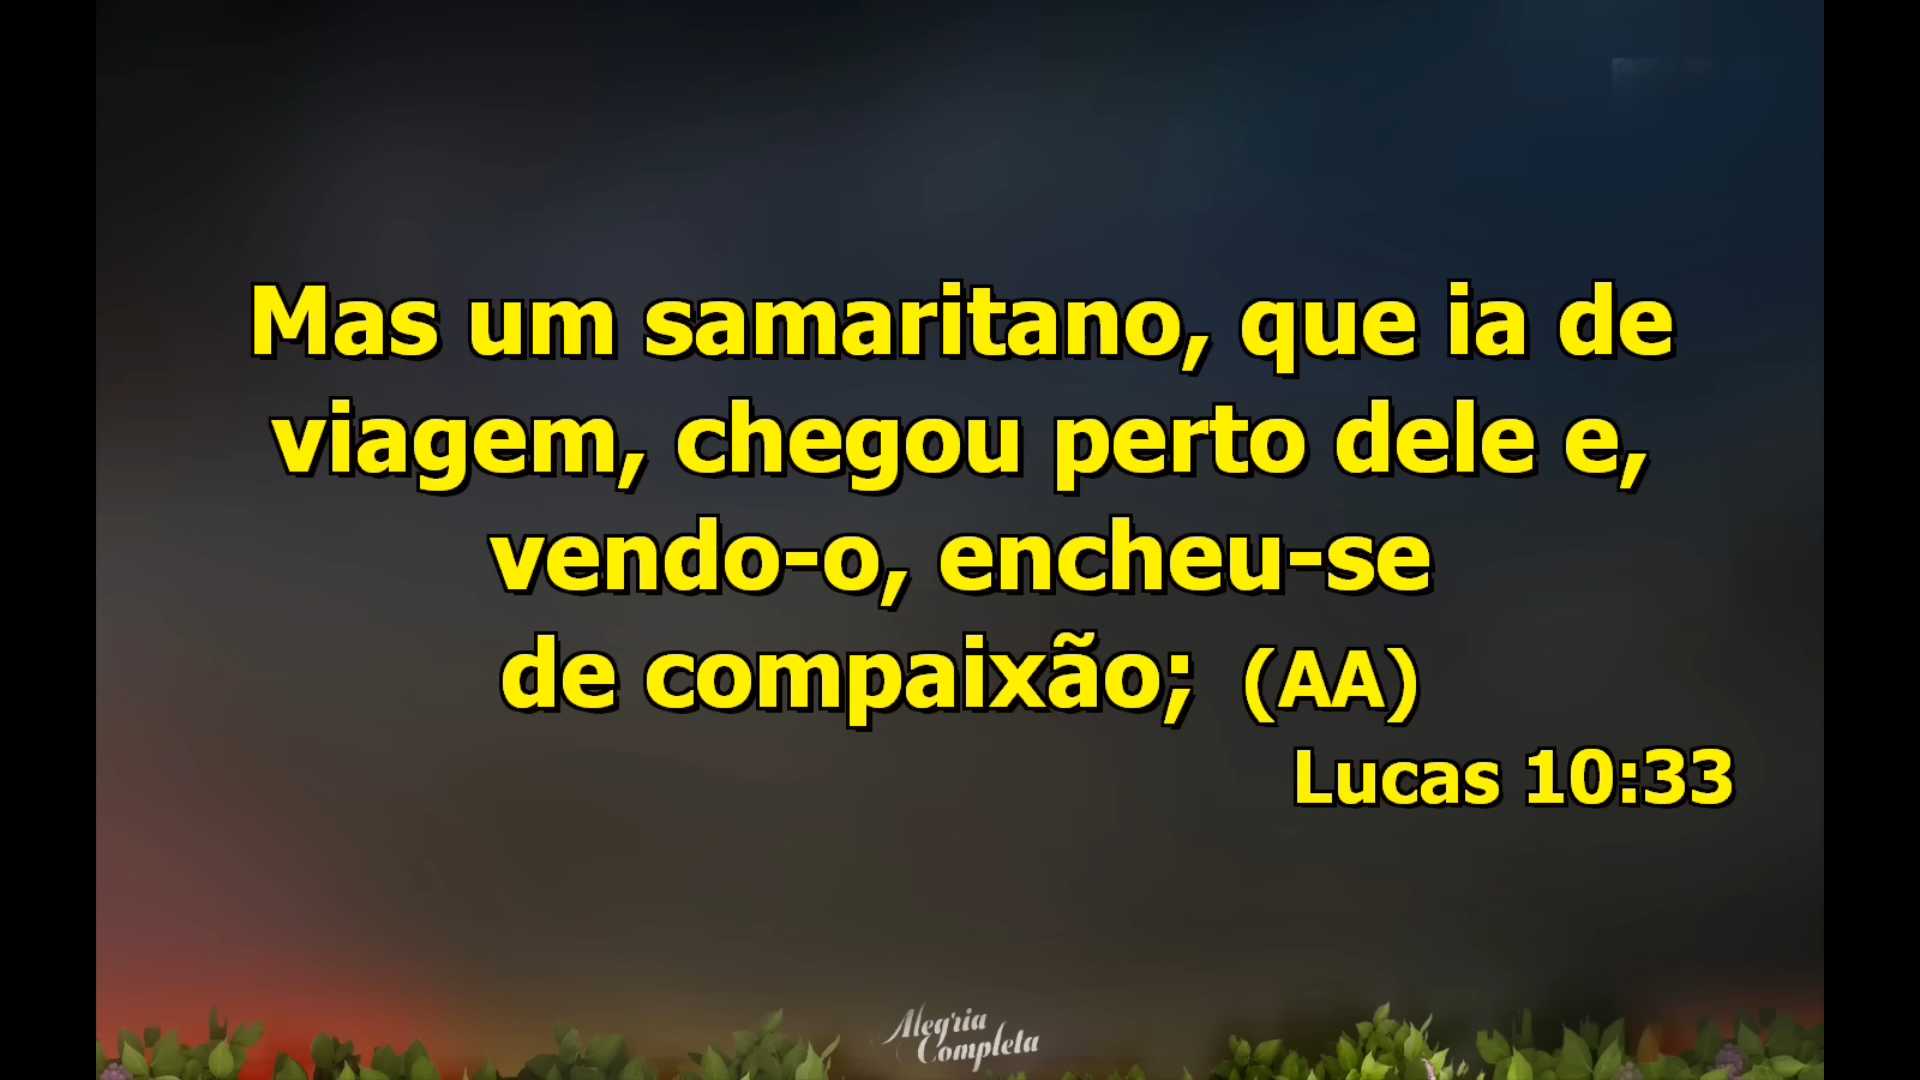 Mas um samaritano, que ia de
viagem, chegou perto dele e,
vendo-o, encheu-se
de compaixão; (AA)
Lucas 10:33
Alegria
Completa